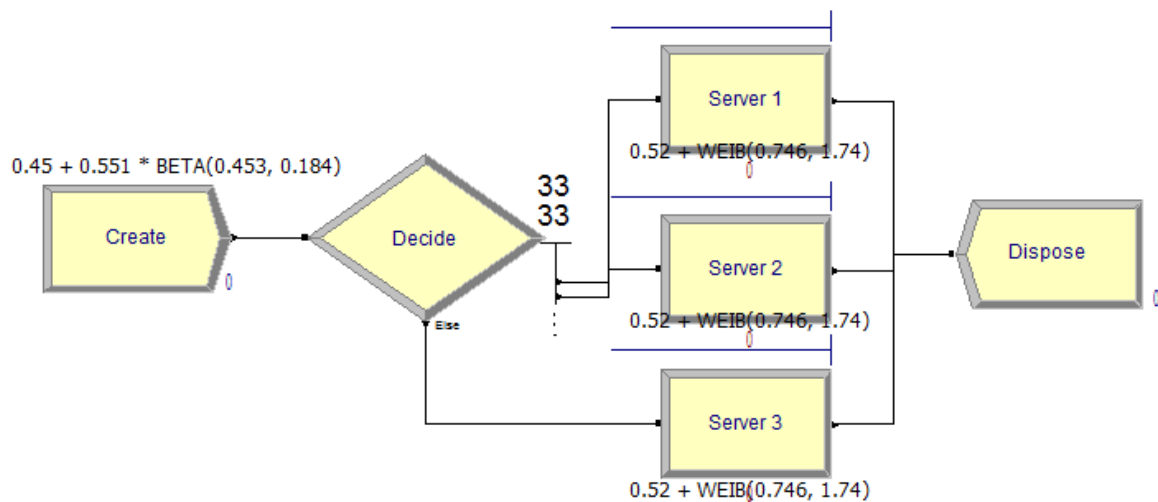 0.45 + 0.551 * BETA(0.453, 0.184)
Create
0
Decide
33
33
Else
Server 1
0.52 + WEIB(0.746, 1.74)
0
Server 2
0.52 + WEIB(0.746, 1.74)
0
Server 3
0.52 + WEIB(0.746, 1.74)
0
Dispose
0